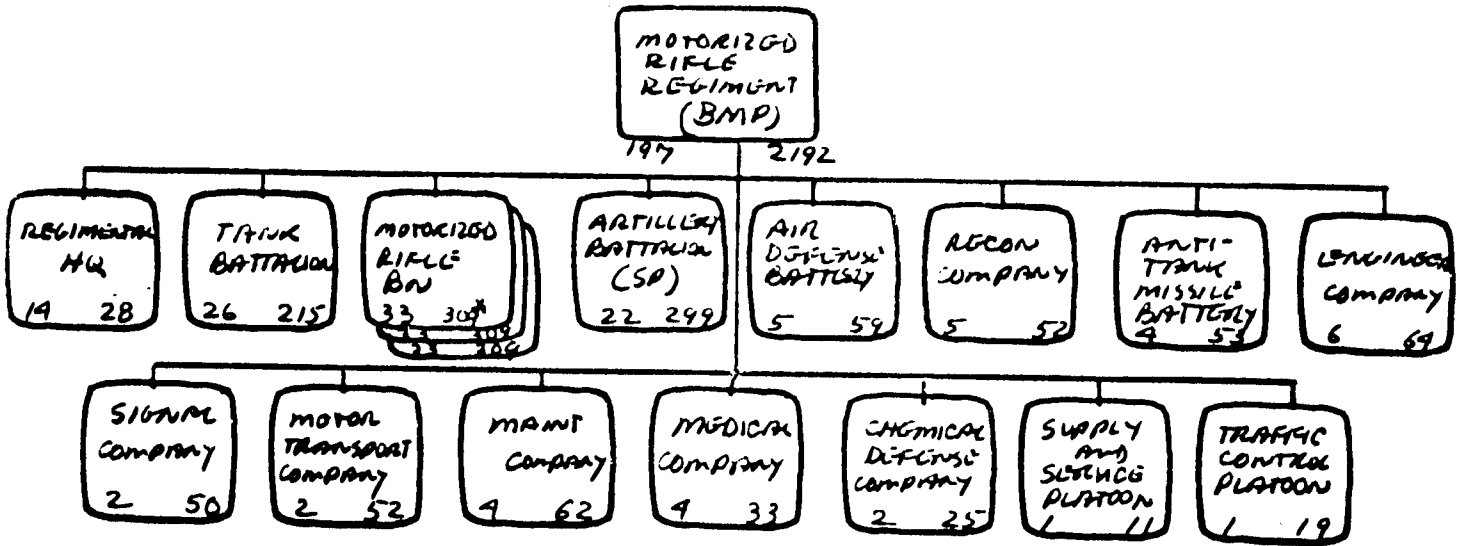 MOTORIZED
RIFLE
REGIMENT
(BMP)
197 2192
REGIMENTAL
HQ
14 28
TANK
BATTALION
26 215
MOTORIZED
RIFLE
BN
33
ARTILLERY
BATTALION
(SP)
22 299
AIR
DEFENSE
BATTERY
5 59
RECON
COMPANY
5 52
ANTI-
TANK
MISSILE
BATTERY
4 53
ENGINEER
COMPANY
6 64
SIGNAL
COMPANY
2 50
MOTOR
TRANSPORT
COMPANY
2 52
MAINT
COMPANY
4 62
MEDICAL
COMPANY
4 33
CHEMICAL
DEFENSE
COMPANY
2 25
SUPPLY
AND
SERVICE
PLATOON
1 11
TRAFFIC
CONTROL
PLATOON
1 19